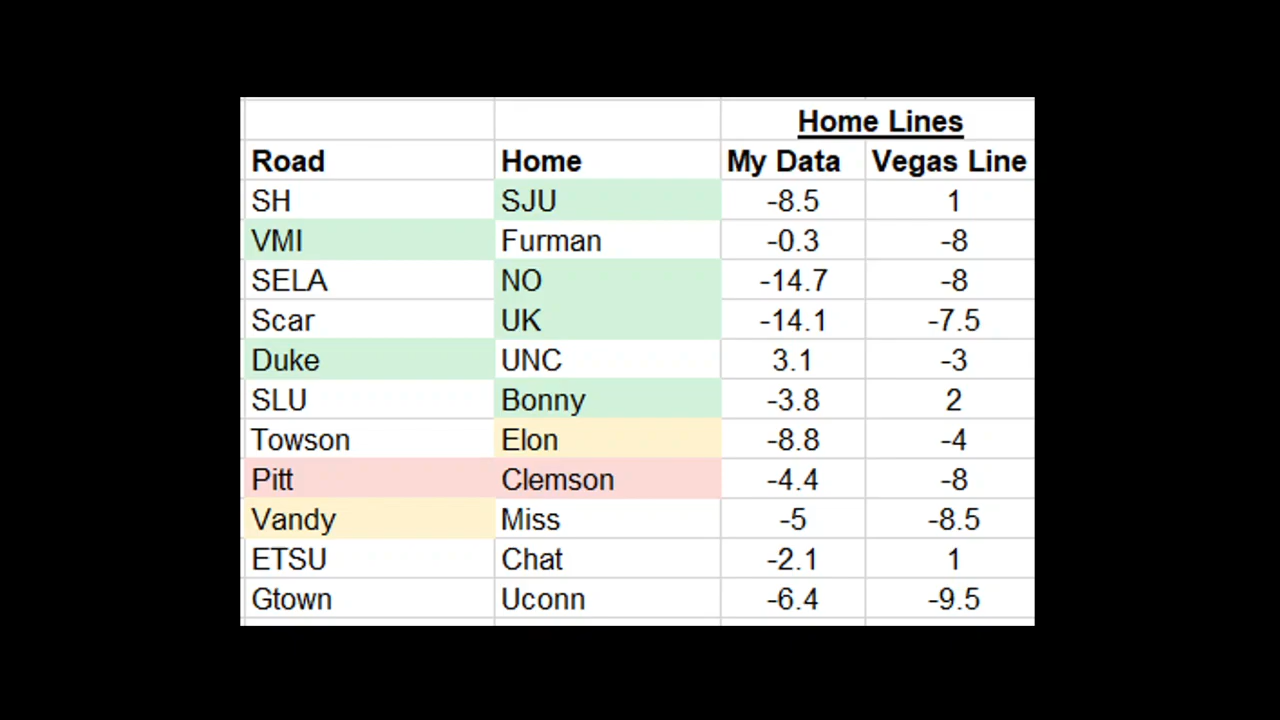 Home Lines
Road Home My Data Vegas Line
SH SJU -8.5 1
VMI Furman -0.3 -8
SELA NO -14.7 -8
Scar UK -14.1 -7.5
Duke UNC 3.1 -3
SLU Bonny -3.8 2
Towson Elon -8.8 -4
Pitt Clemson -4.4 -8
Vandy Miss -5 -8.5
ETSU Chat -2.1 1
Gtown Uconn -6.4 -9.5